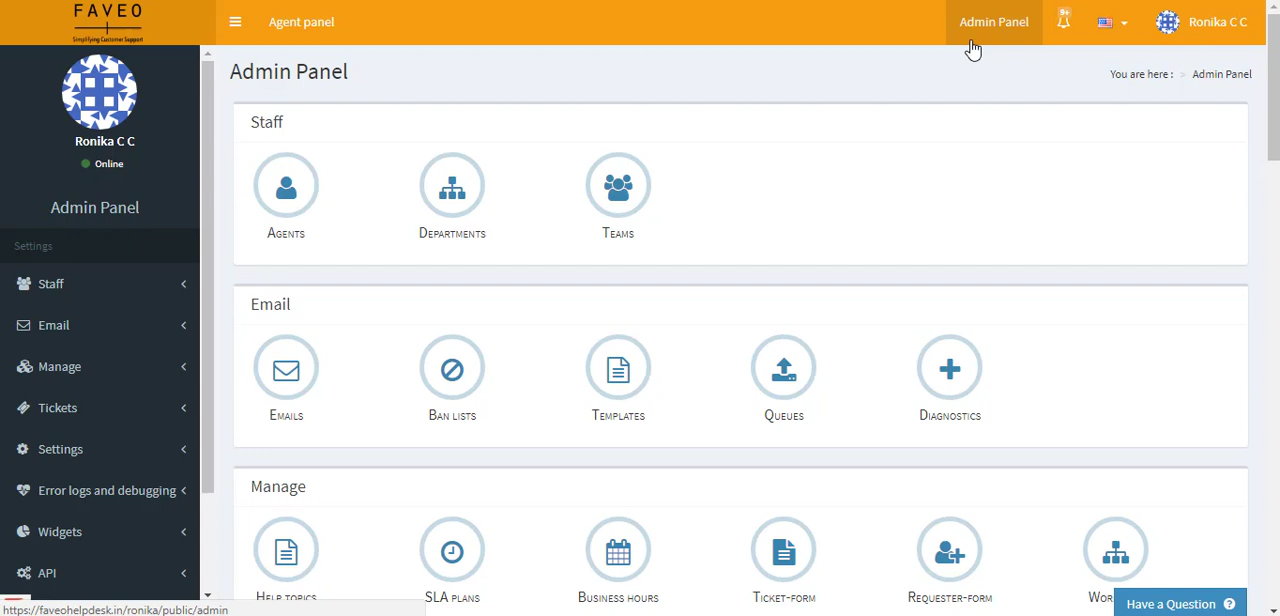 FAVEO
Simplifying Customer Support
Agent panel
Admin Panel
9+
Ronika C C
Ronika C C
Online
Admin Panel
Settings
Staff
Email
Manage
Tickets
Settings
Error logs and debugging
Widgets
API
Admin Panel
You are here : > Admin Panel
Staff
Agents
Departments
Teams
Email
Emails
Ban lists
Templates
Queues
Diagnostics
Manage
Help topics
SLA plans
Business hours
Ticket-form
Requester-form
Have a Question ?
https://faveohelpdesk.in/ronika/public/admin